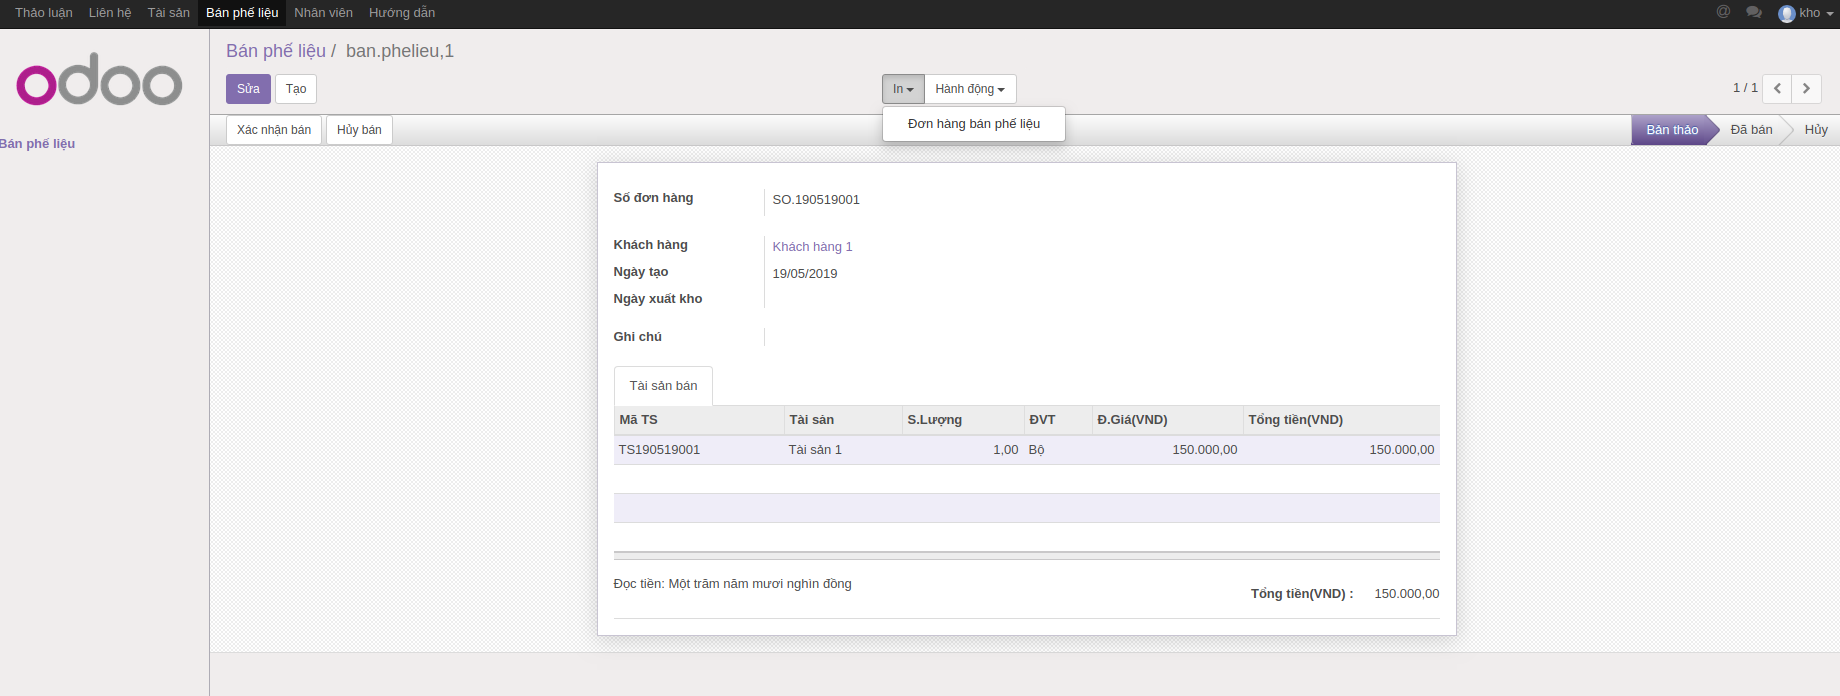 Thảo luận Liên hệ Tài sản Bán phế liệu Nhân viên Hướng dẫn @ kho
odoo
Bán phế liệu / ban.phelieu,1
Sửa Tạo In Hành động 1 / 1
Đơn hàng bán phế liệu
Xác nhận bán Hủy bán Bản thảo Đã bán Hủy
Bán phế liệu
Số đơn hàng SO.190519001
Khách hàng Khách hàng 1
Ngày tạo 19/05/2019
Ngày xuất kho
Ghi chú
Tài sản bán
Mã TS Tài sản S.Lượng ĐVT Đ.Giá(VND) Tổng tiền(VND)
TS190519001 Tài sản 1 1,00 Bộ 150.000,00 150.000,00
Đọc tiền: Một trăm năm mươi nghìn đồng
Tổng tiền(VND) : 150.000,00